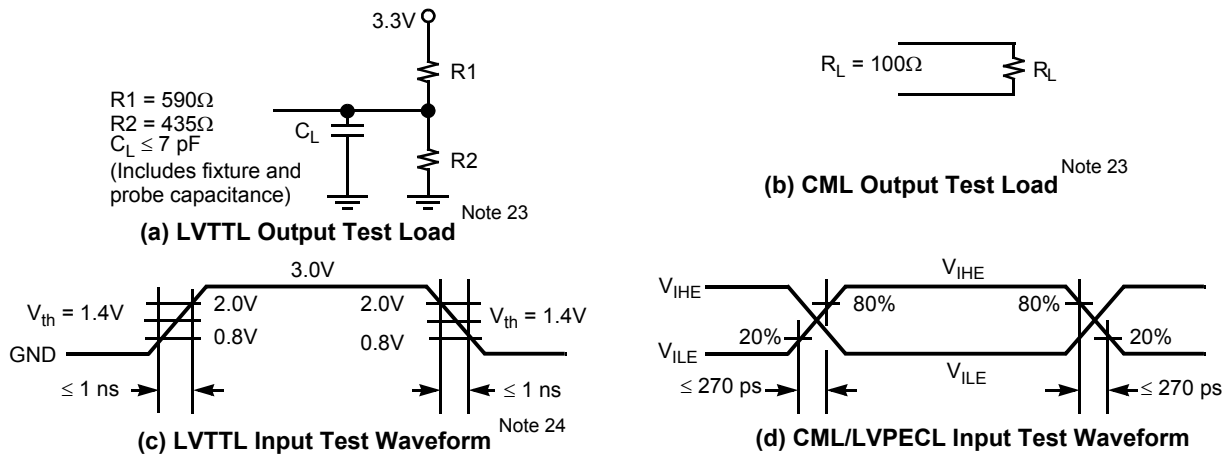 3.3V
R1
R1 = 590Ω
R2 = 435Ω
C_L ≤ 7 pF
(Includes fixture and
probe capacitance)
C_L
R2
Note 23
(a) LVTTL Output Test Load
R_L = 100Ω
R_L
Note 23
(b) CML Output Test Load
3.0V
V_th = 1.4V
2.0V
0.8V
2.0V
0.8V
V_th = 1.4V
GND
≤ 1 ns
≤ 1 ns
Note 24
(c) LVTTL Input Test Waveform
V_IHE
V_IHE
80%
80%
20%
20%
V_ILE
V_ILE
≤ 270 ps
≤ 270 ps
(d) CML/LVPECL Input Test Waveform